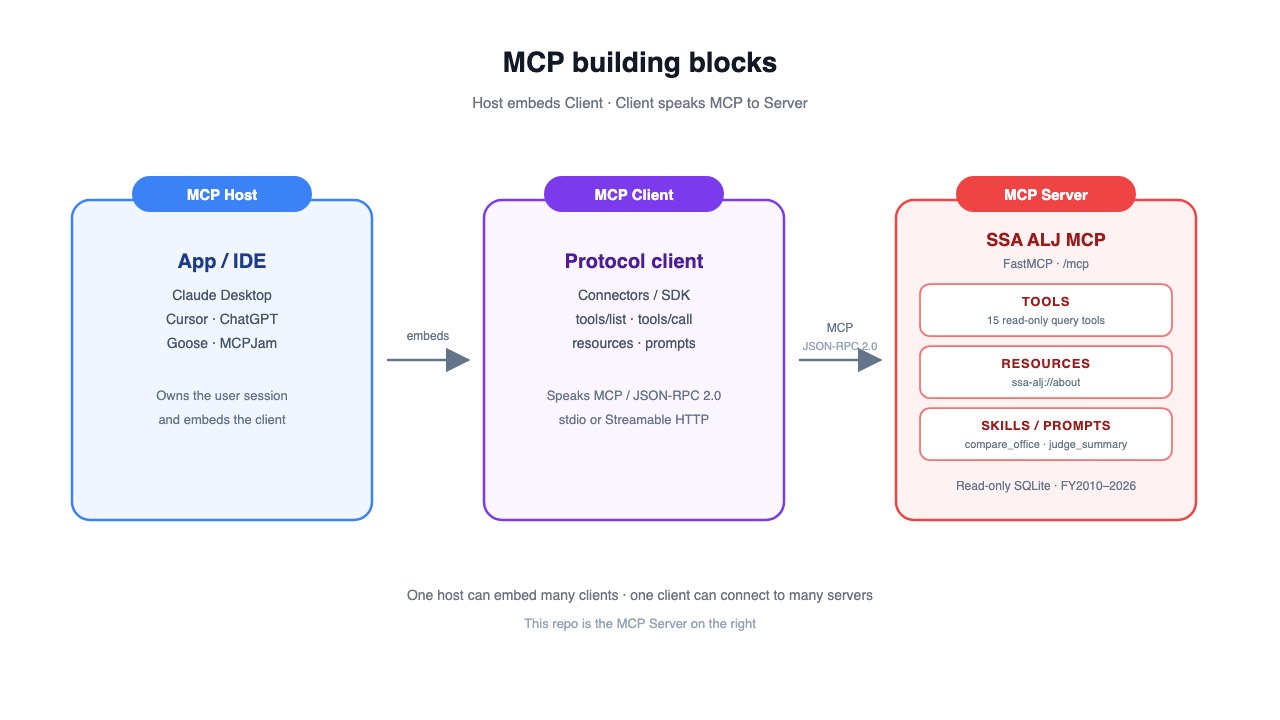 MCP building blocks
Host embeds Client · Client speaks MCP to Server
MCP Host
App / IDE
Claude Desktop
Cursor · ChatGPT
Goose · MCPJam
Owns the user session
and embeds the client
embeds
MCP Client
Protocol client
Connectors / SDK
tools/list · tools/call
resources · prompts
Speaks MCP / JSON-RPC 2.0
stdio or Streamable HTTP
MCP
JSON-RPC 2.0
MCP Server
SSA ALJ MCP
FastMCP · /mcp
TOOLS
15 read-only query tools
RESOURCES
ssa-alj://about
SKILLS / PROMPTS
compare_office · judge_summary
Read-only SQLite · FY2010–2026
One host can embed many clients · one client can connect to many servers
This repo is the MCP Server on the right